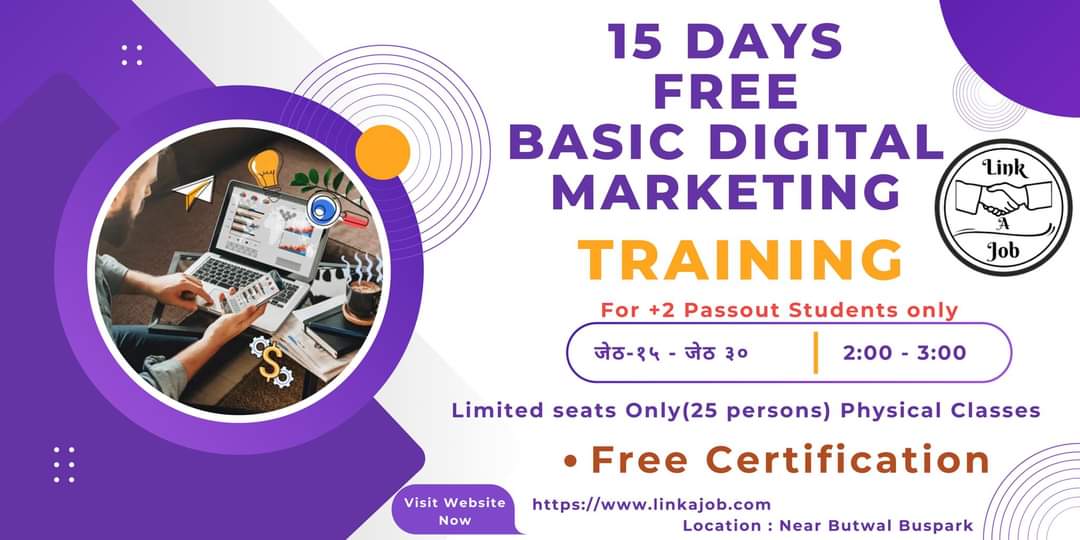 15 DAYS
FREE
BASIC DIGITAL
MARKETING
TRAINING
Link
A
Job
For +2 Passout Students only
जेठ-१५ - जेठ ३० 2:00 - 3:00
Limited seats Only(25 persons) Physical Classes
• Free Certification
Visit Website
Now
https://www.linkajob.com
Location : Near Butwal Buspark